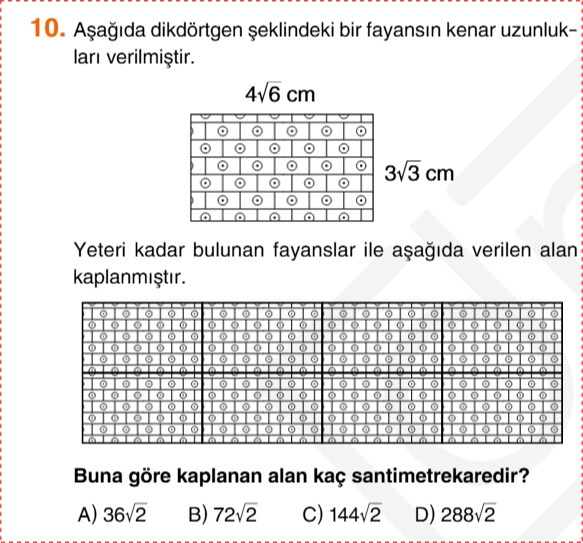 10. Aşağıda dikdörtgen şeklindeki bir fayansın kenar uzunluk-
ları verilmiştir.
4√6 cm
3√3 cm
Yeteri kadar bulunan fayanslar ile aşağıda verilen alan
kaplanmıştır.
Buna göre kaplanan alan kaç santimetrekaredir?
A) 36√2 B) 72√2 C) 144√2 D) 288√2